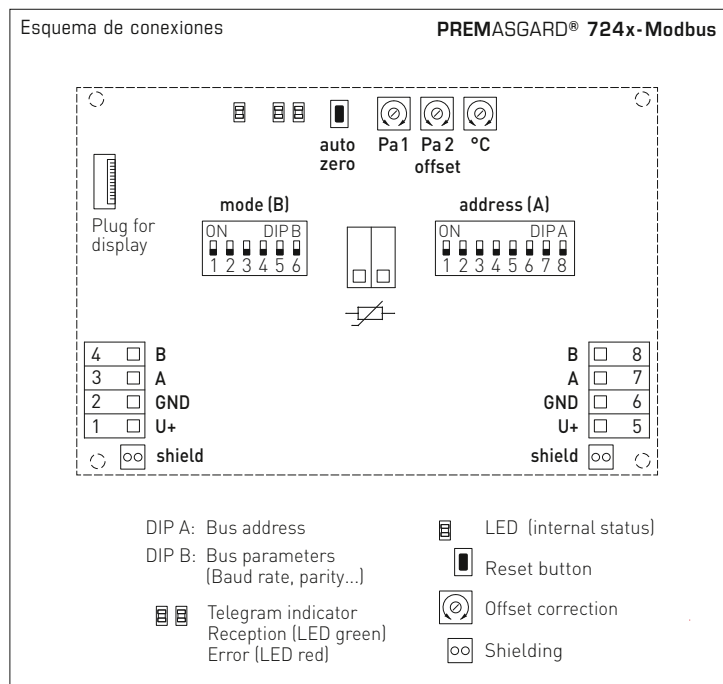 Esquema de conexiones
PREMASGARD® 724x-Modbus
auto
zero
Pa 1
Pa 2
offset
°C
Plug for
display
mode (B)
ON DIP B
1 2 3 4 5 6
address (A)
ON DIP A
1 2 3 4 5 6 7 8
4 B
3 A
2 GND
1 U+
shield
B 8
A 7
GND 6
U+ 5
shield
DIP A: Bus address
DIP B: Bus parameters
(Baud rate, parity...)
Telegram indicator
Reception (LED green)
Error (LED red)
LED (internal status)
Reset button
Offset correction
Shielding